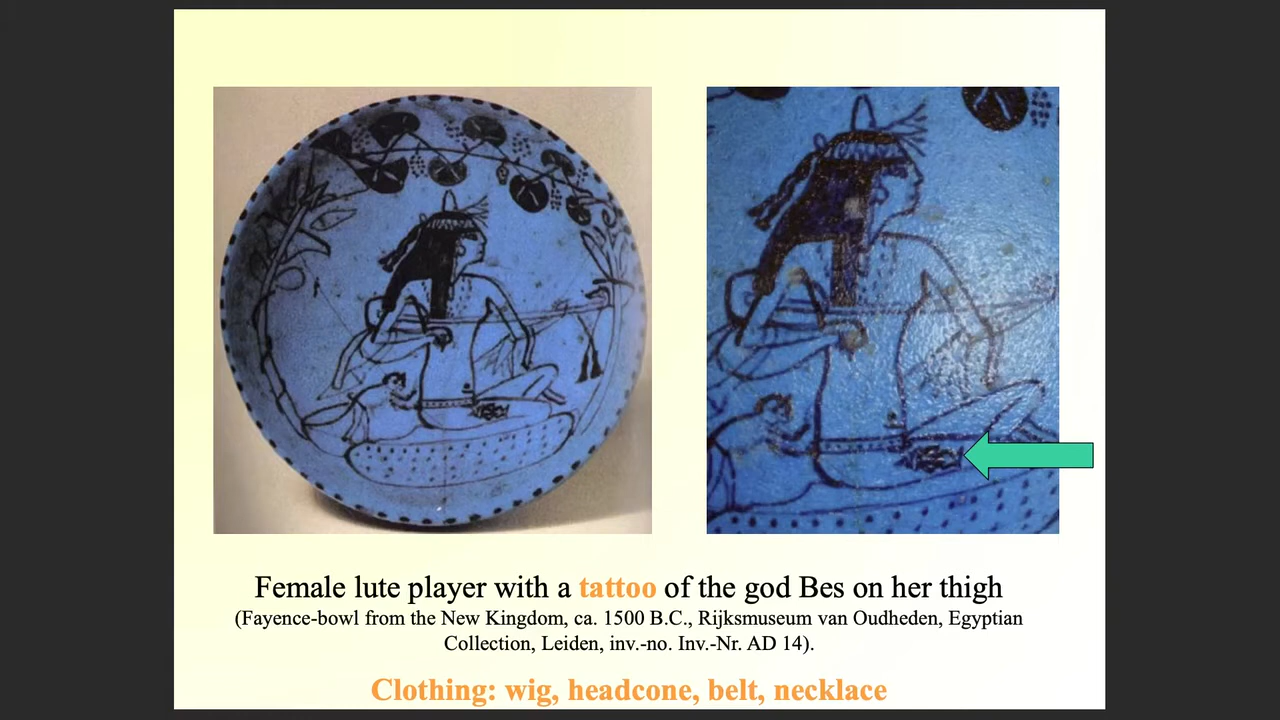 Female lute player with a tattoo of the god Bes on her thigh
(Fayence-bowl from the New Kingdom, ca. 1500 B.C., Rijksmuseum van Oudheden, Egyptian
Collection, Leiden, inv.-no. Inv.-Nr. AD 14).
Clothing: wig, headcone, belt, necklace